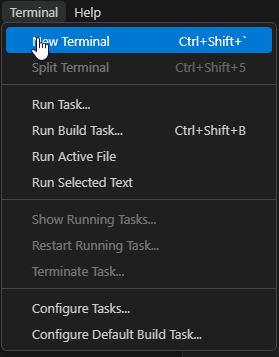 Terminal Help
New Terminal Ctrl+Shift+`
Split Terminal Ctrl+Shift+5
Run Task...
Run Build Task... Ctrl+Shift+B
Run Active File
Run Selected Text
Show Running Tasks...
Restart Running Task...
Terminate Task...
Configure Tasks...
Configure Default Build Task...